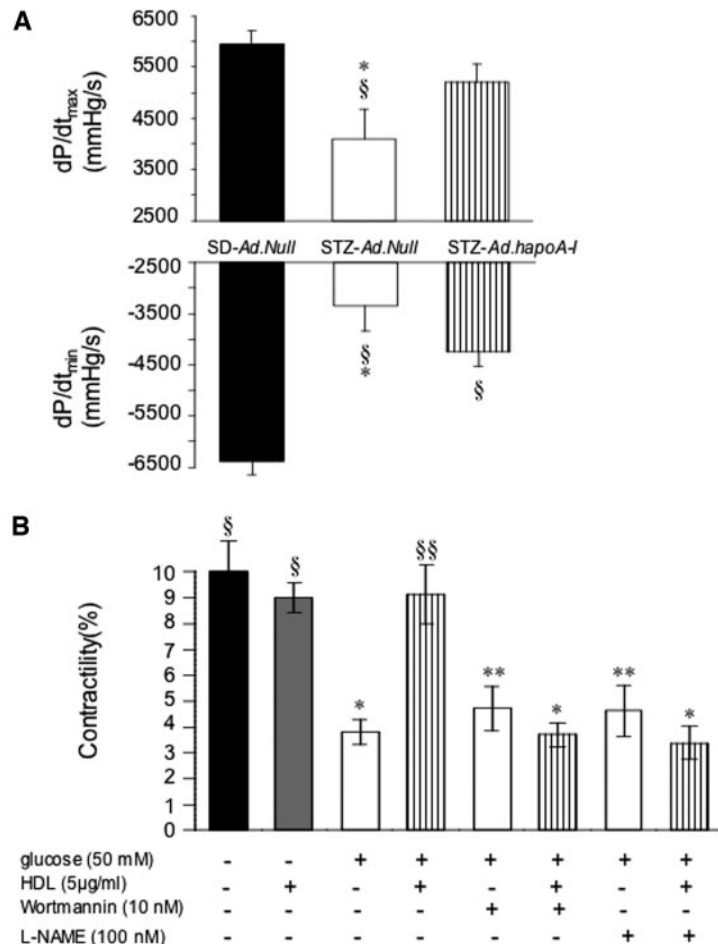 A
6500
5500
4500
3500
2500
dP/dtmax
(mmHg/s)
*
§
SD-Ad.Null STZ-Ad.Null STZ-Ad.hapoA-I
-2500
-3500
-4500
-5500
-6500
dP/dtmin
(mmHg/s)
§
*
§
B
10
9
8
7
6
5
4
3
2
1
0
Contractility(%)
§ § * §§ ** * ** *
glucose (50 mM) - - + + + + + +
HDL (5µg/ml) - + - + - + - +
Wortmannin (10 nM) - - - - + + - -
L-NAME (100 nM) - - - - - - + +